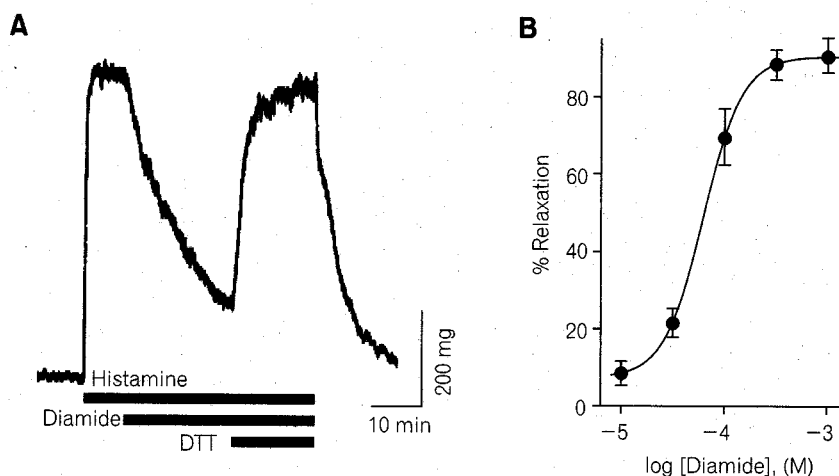 A
Histamine
Diamide
DTT
200 mg
10 min
B
% Relaxation
80
60
40
20
0
−5
−4
−3
log [Diamide], (M)